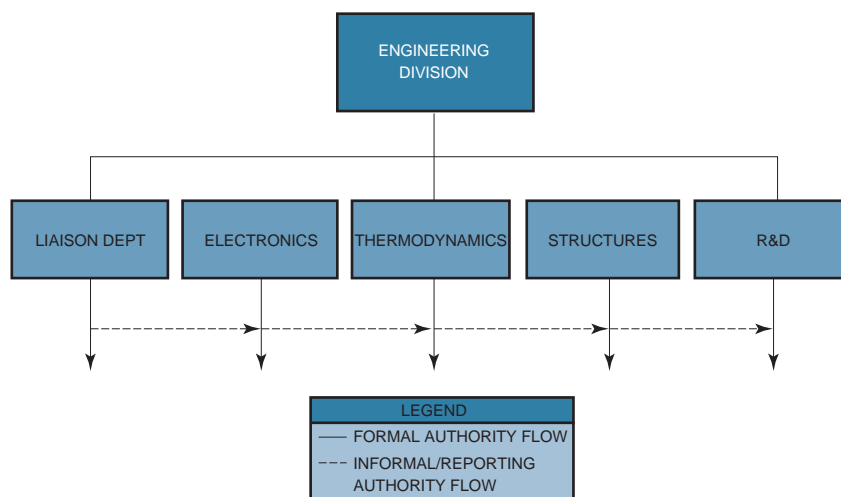 ENGINEERING
DIVISION
LIAISON DEPT
ELECTRONICS
THERMODYNAMICS
STRUCTURES
R&D
LEGEND
FORMAL AUTHORITY FLOW
INFORMAL/REPORTING
AUTHORITY FLOW